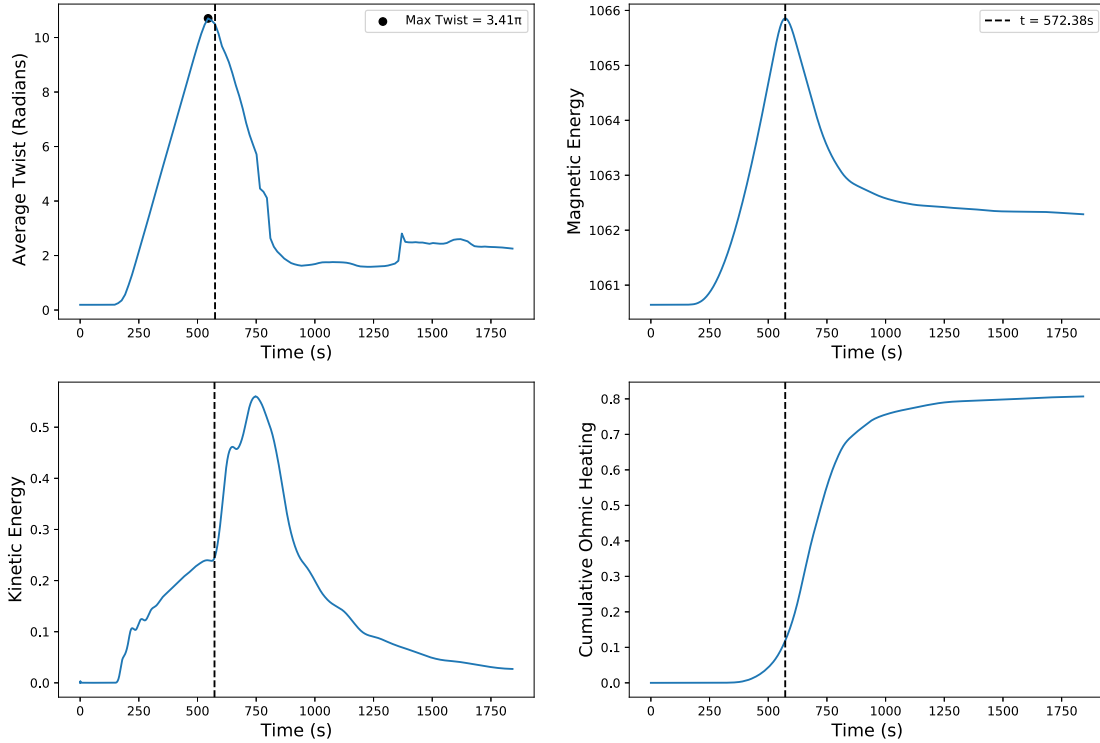 Average Twist (Radians)
10
8
6
4
2
0
Max Twist = 3.41π
0 250 500 750 1000 1250 1500 1750
Time (s)
Magnetic Energy
1066
1065
1064
1063
1062
1061
t = 572.38s
0 250 500 750 1000 1250 1500 1750
Time (s)
Kinetic Energy
0.5
0.4
0.3
0.2
0.1
0.0
0 250 500 750 1000 1250 1500 1750
Time (s)
Cumulative Ohmic Heating
0.8
0.7
0.6
0.5
0.4
0.3
0.2
0.1
0.0
0 250 500 750 1000 1250 1500 1750
Time (s)